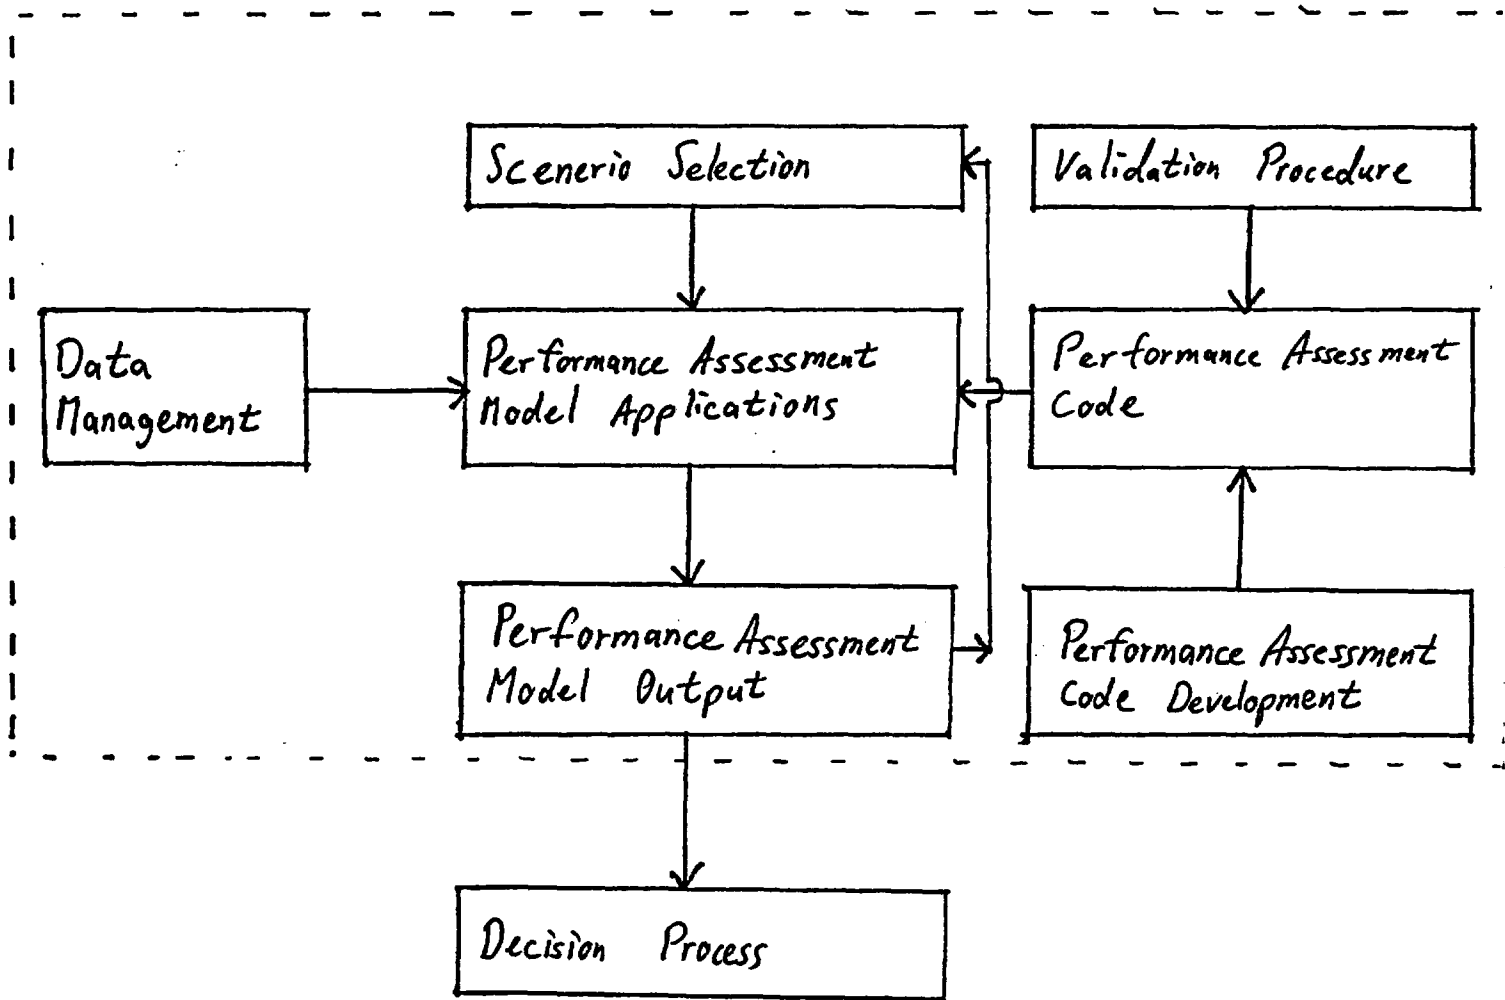 Scenerio Selection
Validation Procedure
Data
Management
Performance Assessment
Model Applications
Performance Assessment
Code
Performance Assessment
Model Output
Performance Assessment
Code Development
Decision Process